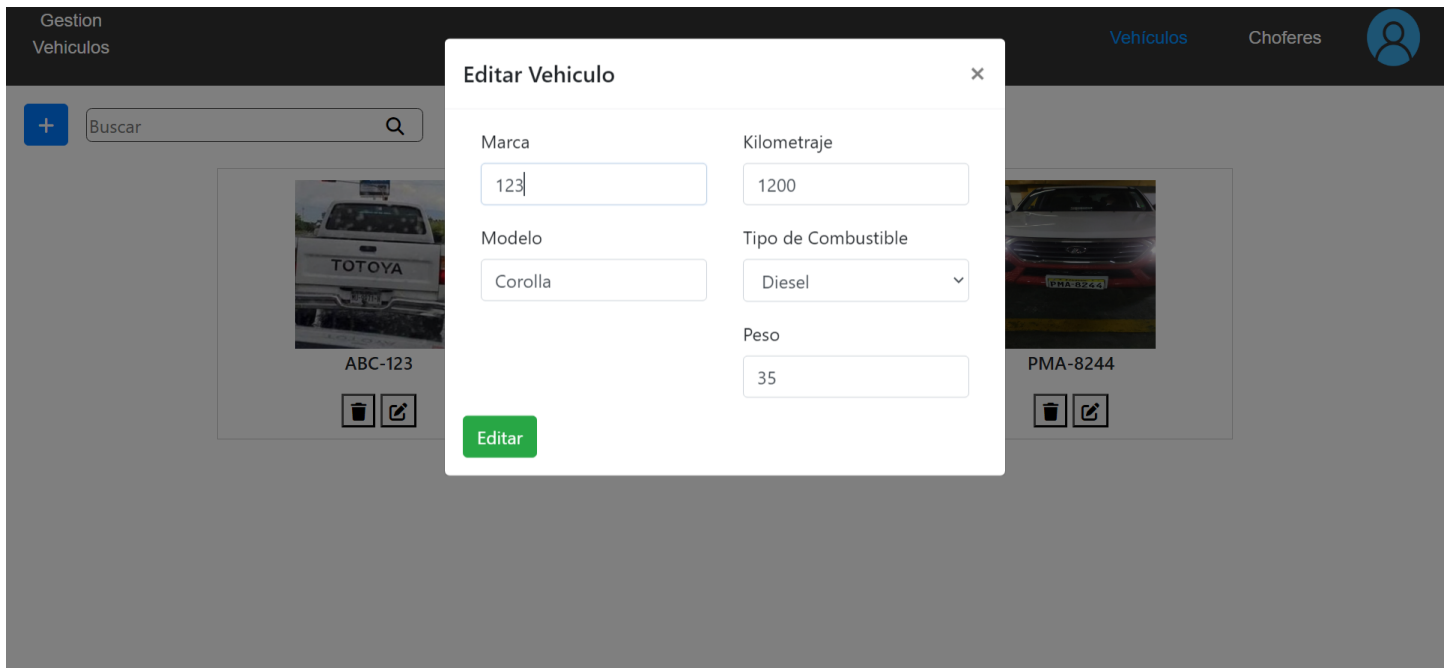 Gestion
Vehiculos
Vehículos
Choferes
Editar Vehiculo
×
Buscar
Marca
Kilometraje
123
1200
Modelo
Tipo de Combustible
Corolla
Diesel
Peso
35
Editar
TOTOYA
ABC-123
PMA-8244
PMA-8244